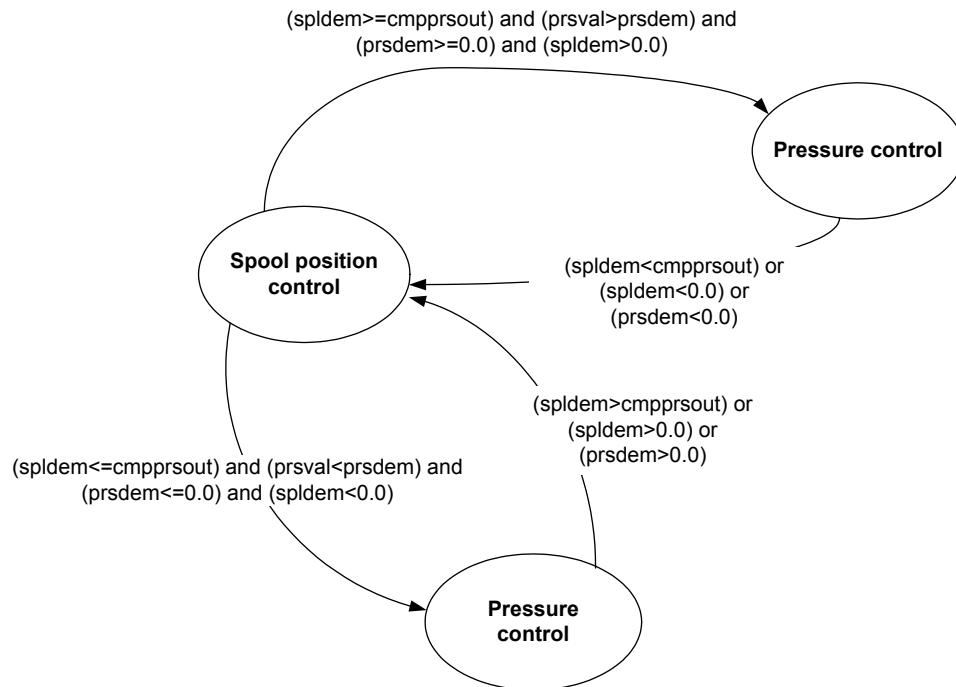 (spldem>=cmpprsout) and (prsval>prsdem) and
(prsdem>=0.0) and (spldem>0.0)
Pressure control
Spool position
control
(spldem<cmpprsout) or
(spldem<0.0) or
(prsdem<0.0)
(spldem>cmpprsout) or
(spldem>0.0) or
(prsdem>0.0)
(spldem<=cmpprsout) and (prsval<prsdem) and
(prsdem<=0.0) and (spldem<0.0)
Pressure
control